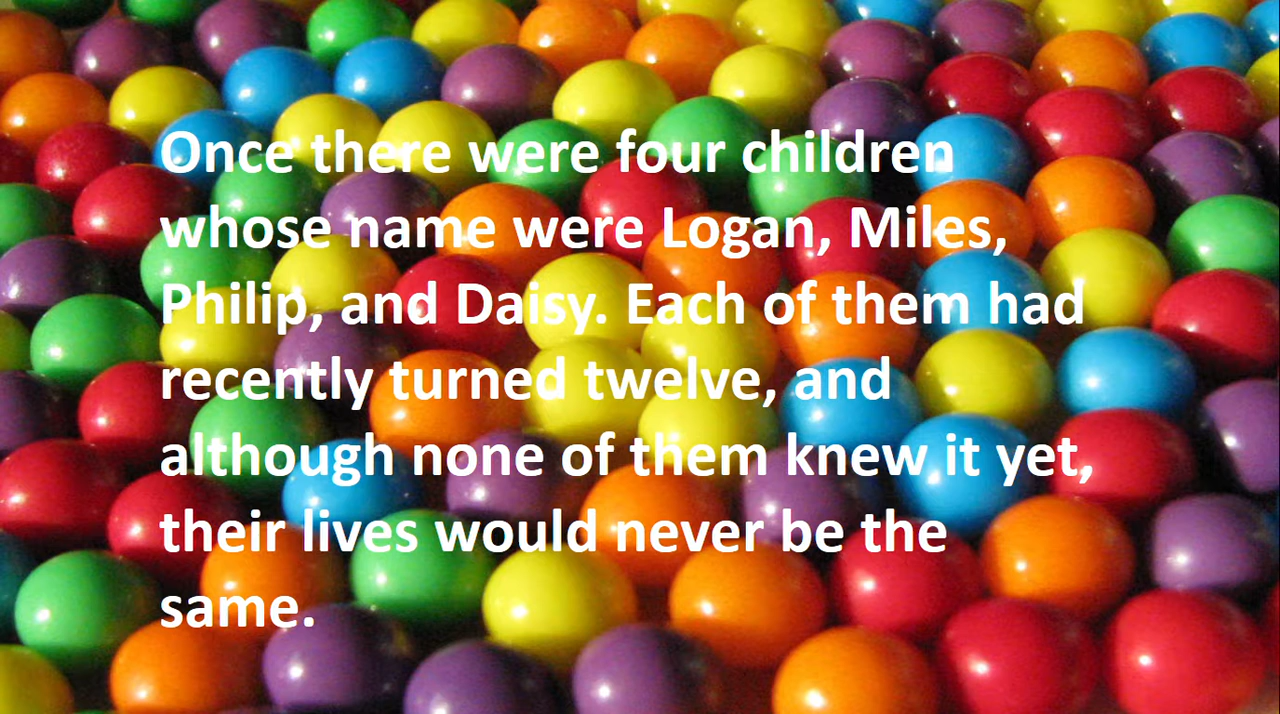 Once there were four children
whose name were Logan, Miles,
Philip, and Daisy. Each of them had
recently turned twelve, and
although none of them knew it yet,
their lives would never be the
same.